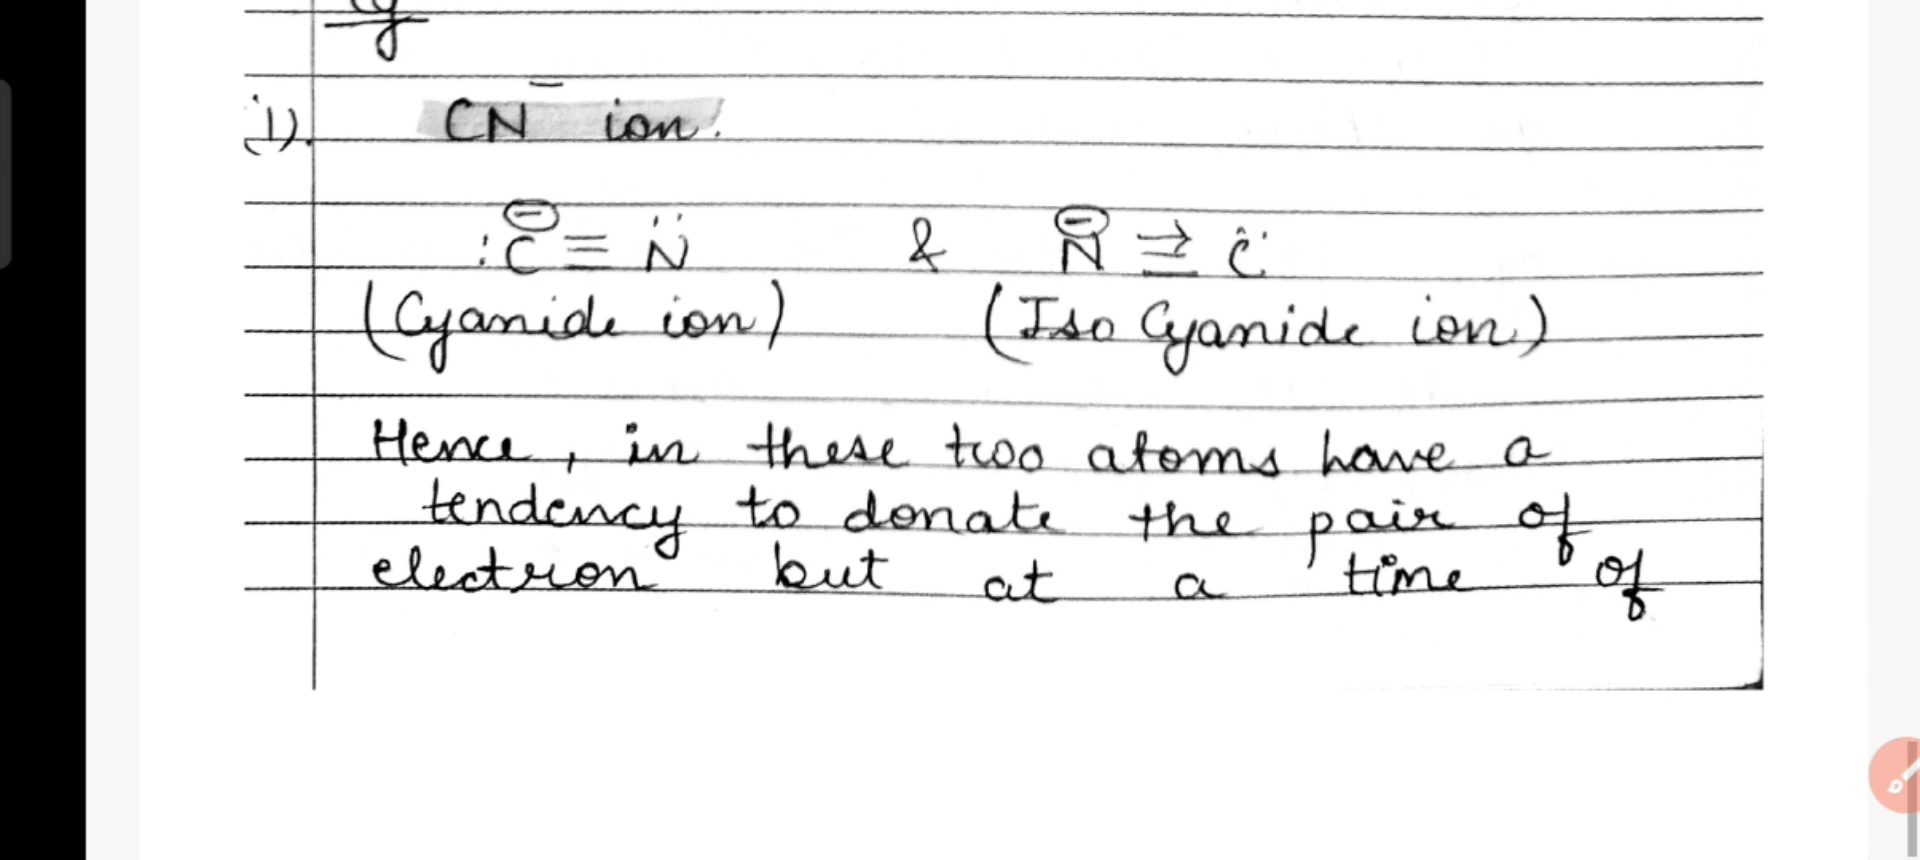 i). CN⁻ ion.
:C̄≡N̈ & N̄⇄C̈
(Cyanide ion) (Iso Cyanide ion)
Hence, in these two atoms have a
tendency to donate the pair of
electron but at a time of